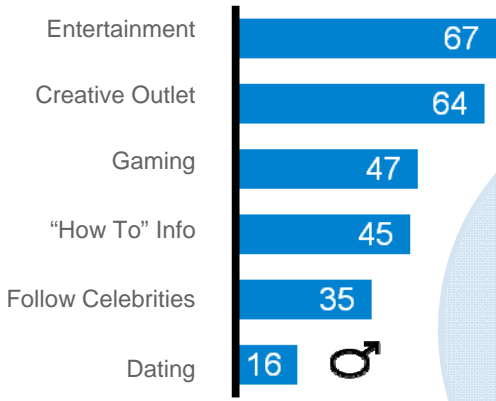 Entertainment 67
Creative Outlet 64
Gaming 47
“How To” Info 45
Follow Celebrities 35
Dating 16